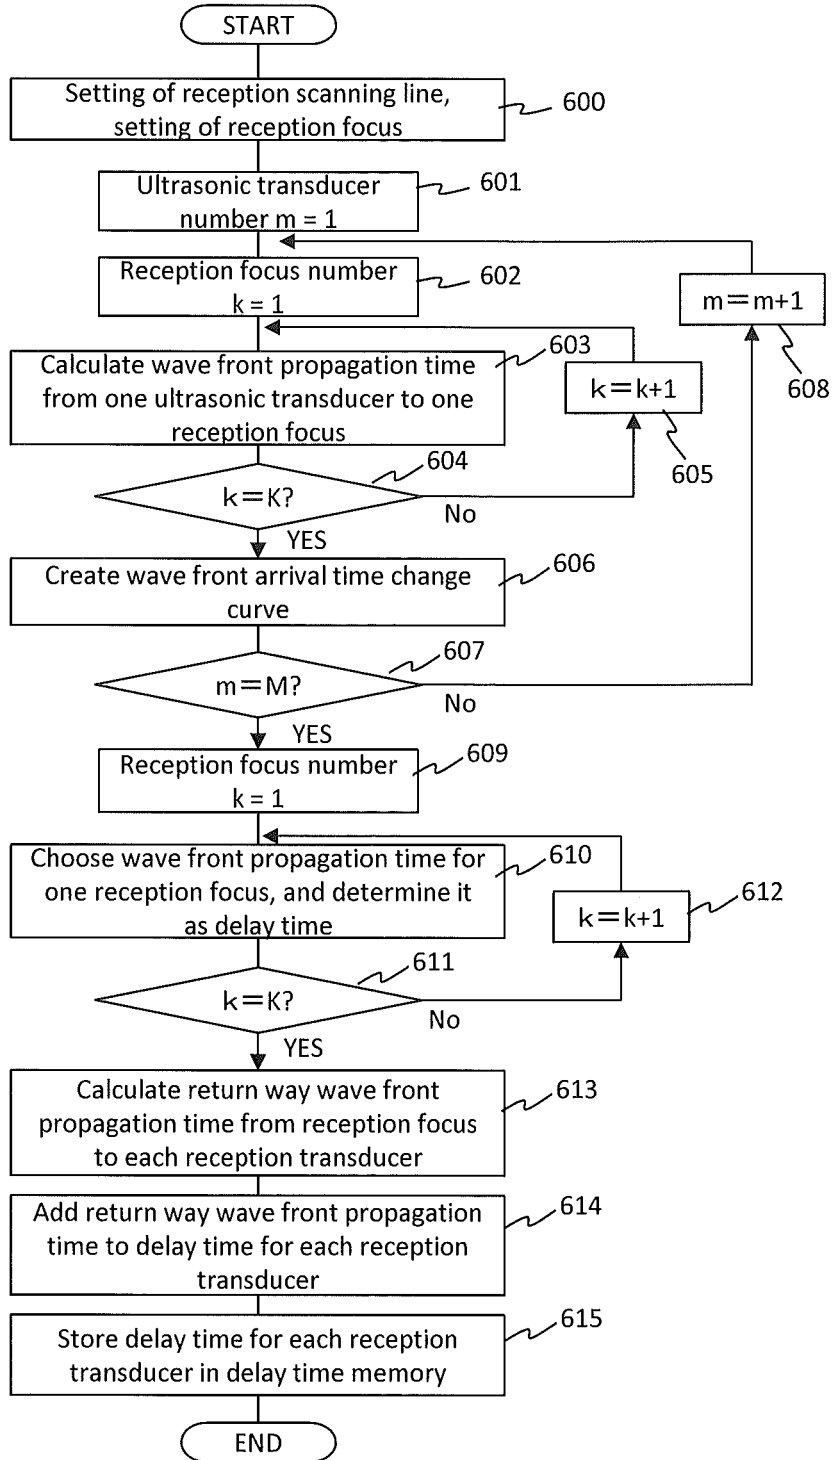 START
Setting of reception scanning line,
setting of reception focus
600
Ultrasonic transducer
number m = 1
601
Reception focus number
k = 1
602
m=m+1
608
Calculate wave front propagation time
from one ultrasonic transducer to one
reception focus
603
k=k+1
605
k=K?
604
No
YES
Create wave front arrival time change
curve
606
m=M?
607
No
YES
Reception focus number
k = 1
609
Choose wave front propagation time for
one reception focus, and determine it
as delay time
610
k=k+1
612
k=K?
611
No
YES
Calculate return way wave front
propagation time from reception focus
to each reception transducer
613
Add return way wave front propagation
time to delay time for each reception
transducer
614
Store delay time for each reception
transducer in delay time memory
615
END